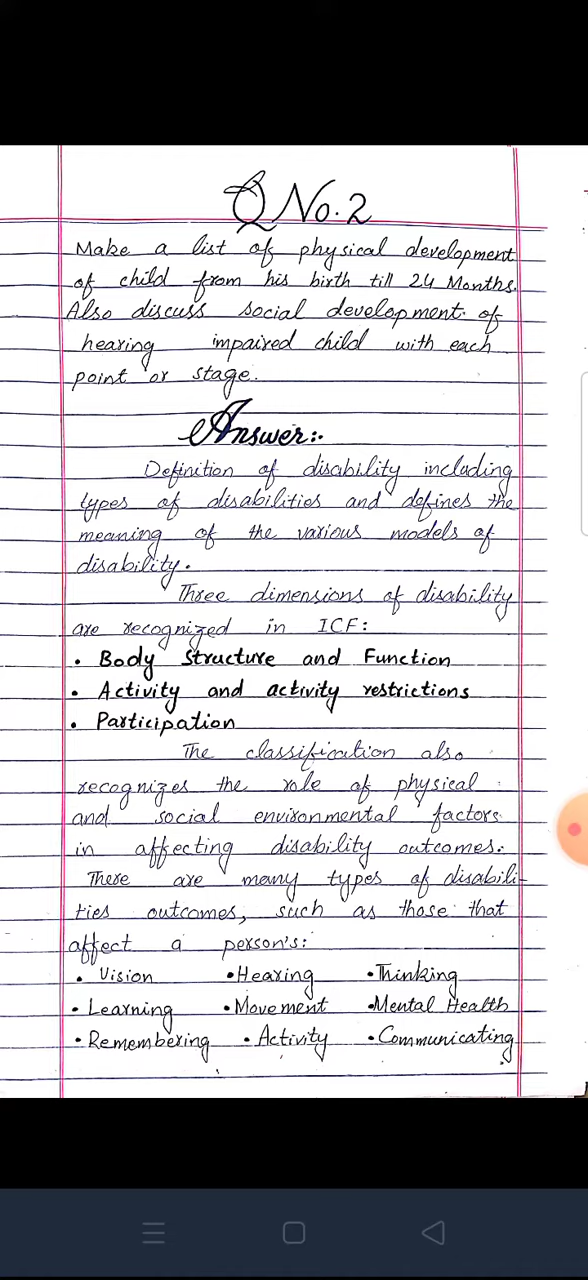 Q No. 2
Make a list of physical development
of child from his birth till 24 Months.
Also discuss social development of
hearing impaired child with each
point or stage.
Answer:-
Definition of disability including
types of disabilities and defines the
meaning of the various models of
disability.
Three dimensions of disability
are recognized in ICF:
• Body Structure and Function
• Activity and activity restrictions
• Participation
The classification also
recognizes the role of physical
and social environmental factors
in affecting disability outcomes.
There are many types of disabili-
ties outcomes, such as those that
affect a person's:
• Vision • Hearing • Thinking
• Learning • Movement • Mental Health
• Remembering • Activity • Communicating